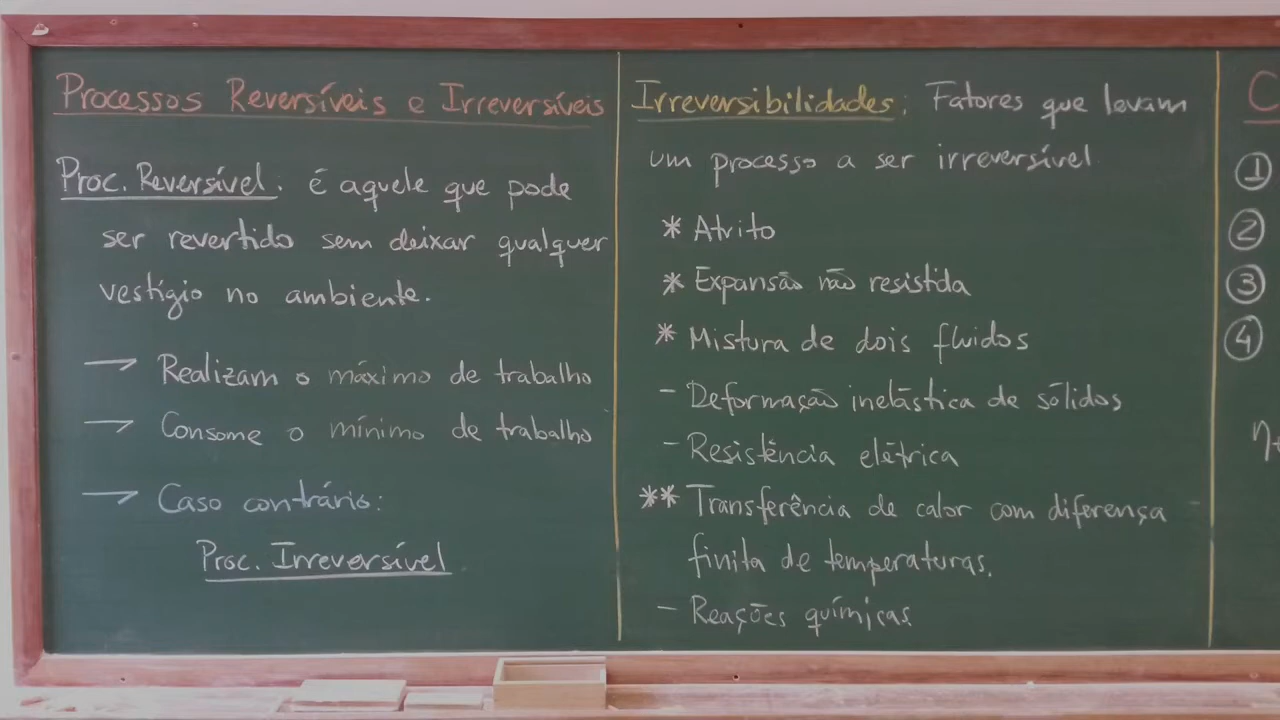 Processos Reversíveis e Irreversíveis
Proc. Reversível: é aquele que pode
ser revertido sem deixar qualquer
vestígio no ambiente.
→ Realizam o máximo de trabalho
→ Consome o mínimo de trabalho
→ Caso contrário:
Proc. Irreversível
Irreversibilidades: Fatores que levam
um processo a ser irreversível
* Atrito
* Expansão não resistida
* Mistura de dois fluidos
- Deformação inelástica de sólidos
- Resistência elétrica
** Transferência de calor com diferença
finita de temperaturas.
- Reações químicas
C
①
②
③
④